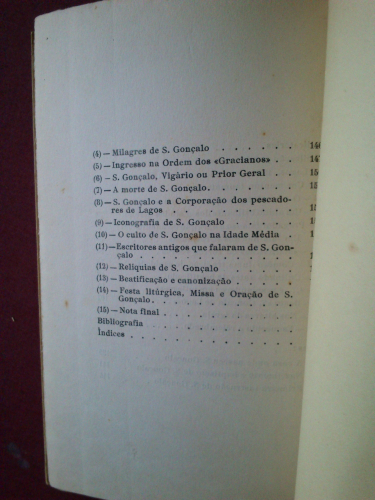 (4) — Milagres de S. Gonçalo . . . . . 
(5) — Ingresso na Ordem dos «Gracianos» . . 
(6) — S. Gonçalo, Vigário ou Prior Geral . .
(7) — A morte de S. Gonçalo. . . . . .
(8) — S. Gonçalo e a Corporação dos pescadores de Lagos . . . . . .
(9) — Iconografia de S. Gonçalo . . . .
(10) — O culto de S. Gonçalo na Idade Média . .
(11) — Escritores antigos que falaram de S. Gonçalo . . . . . . .
(12) — Relíquias de S. Gonçalo . . . . .
(13) — Beatificação e canonização . . . .
(14) — Festa litúrgica, Missa e Oração de S. Gonçalo. . . . . . .
(15) — Nota final . . . . . . .
Bibliografia . . . . . . .
Índices . . . . . . . .